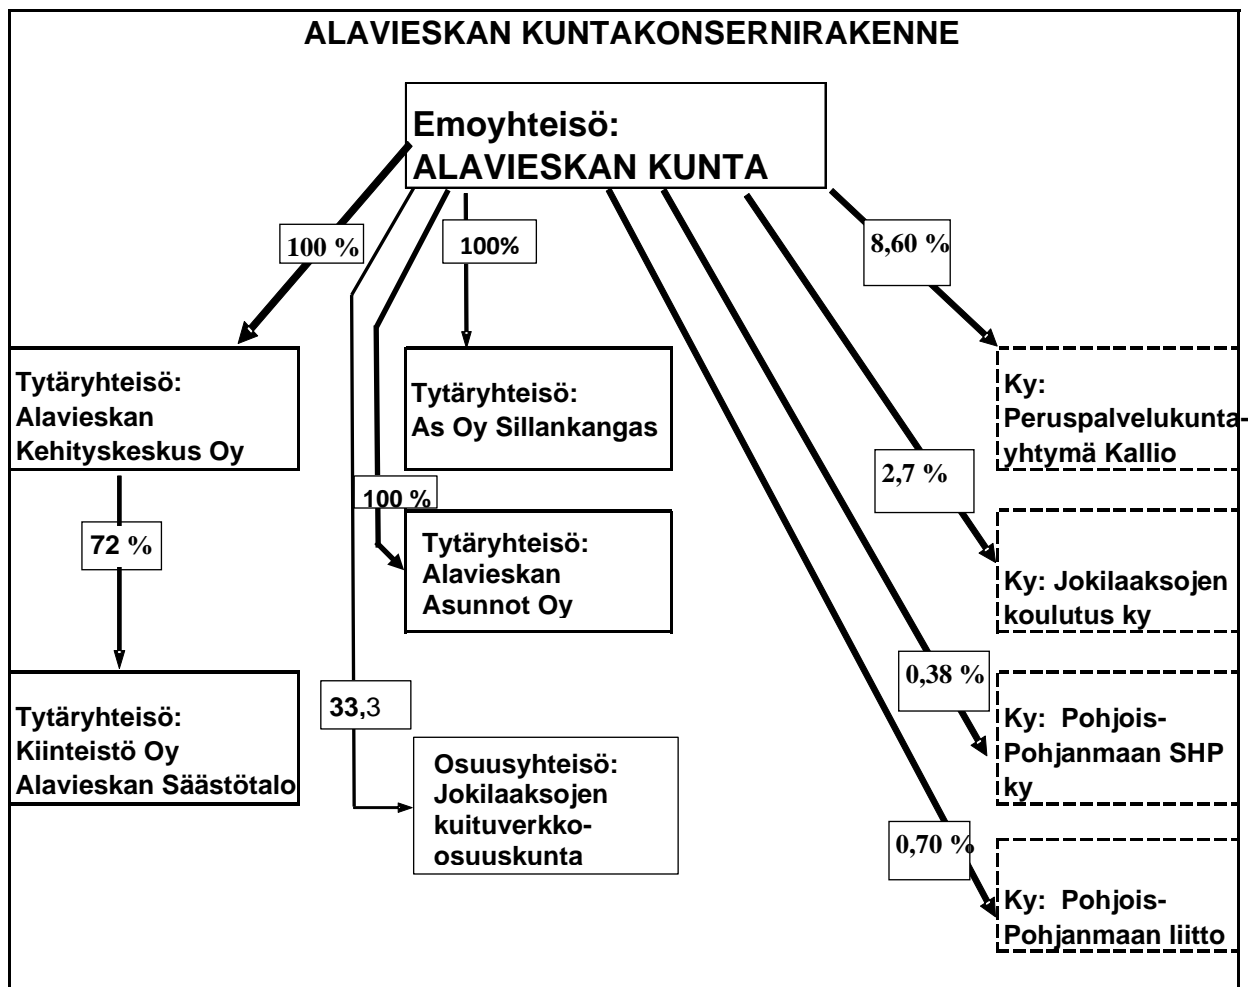 ALAVIESKAN KUNTAKONSERNIRAKENNE
Emoyhteisö:
ALAVIESKAN KUNTA
100 %
100%
8,60 %
Tytäryhteisö:
Alavieskan
Kehityskeskus Oy
Tytäryhteisö:
As Oy Sillankangas
Ky:
Peruspalvelukunta-
yhtymä Kallio
100 %
2,7 %
72 %
Tytäryhteisö:
Alavieskan
Asunnot Oy
Ky: Jokilaaksojen
koulutus ky
0,38 %
33,3
Tytäryhteisö:
Kiinteistö Oy
Alavieskan Säästötalo
Ky: Pohjois-
Pohjanmaan SHP
ky
Osuusyhteisö:
Jokilaaksojen
kuituverkko-
osuuskunta
0,70 %
Ky: Pohjois-
Pohjanmaan liitto